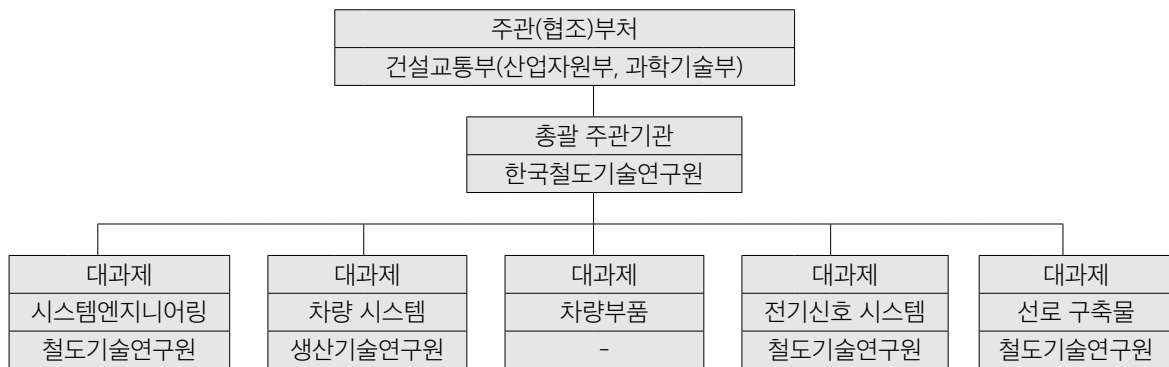 주관(협조)부처
건설교통부(산업자원부, 과학기술부)
총괄 주관기관
한국철도기술연구원
대과제
시스템엔지니어링
철도기술연구원
대과제
차량 시스템
생산기술연구원
대과제
차량부품
-
대과제
전기신호 시스템
철도기술연구원
대과제
선로 구축물
철도기술연구원